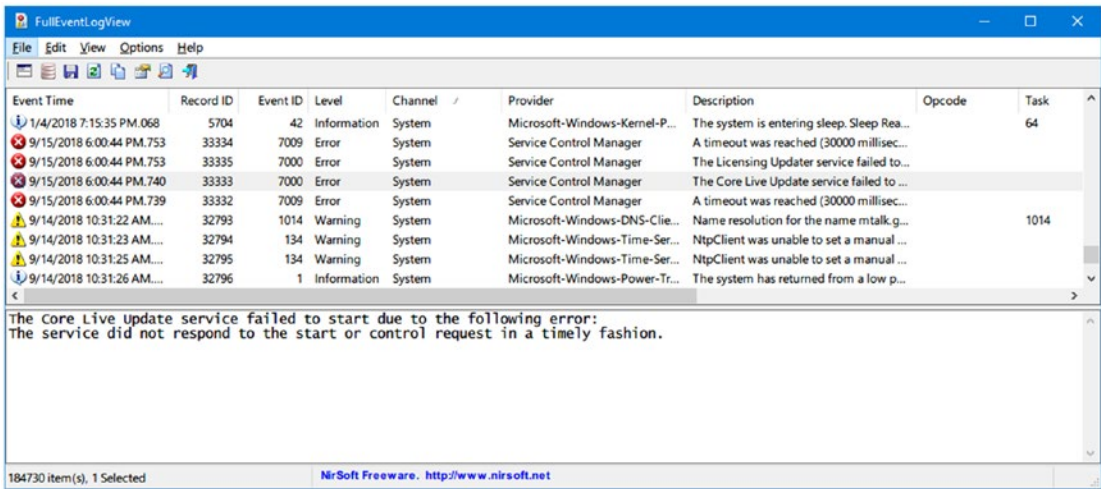 FullEventLogView
File Edit View Options Help
Event Time Record ID Event ID Level Channel / Provider Description Opcode Task
1/4/2018 7:15:35 PM.068 5704 42 Information System Microsoft-Windows-Kernel-P... The system is entering sleep. Sleep Rea... 64
9/15/2018 6:00:44 PM.753 33334 7009 Error System Service Control Manager A timeout was reached (30000 millisec...
9/15/2018 6:00:44 PM.753 33335 7000 Error System Service Control Manager The Licensing Updater service failed to...
9/15/2018 6:00:44 PM.740 33333 7000 Error System Service Control Manager The Core Live Update service failed to ...
9/15/2018 6:00:44 PM.739 33332 7009 Error System Service Control Manager A timeout was reached (30000 millisec...
9/14/2018 10:31:22 AM.... 32793 1014 Warning System Microsoft-Windows-DNS-Clie... Name resolution for the name mtalk.g... 1014
9/14/2018 10:31:23 AM.... 32794 134 Warning System Microsoft-Windows-Time-Ser... NtpClient was unable to set a manual ...
9/14/2018 10:31:25 AM.... 32795 134 Warning System Microsoft-Windows-Time-Ser... NtpClient was unable to set a manual ...
9/14/2018 10:31:26 AM.... 32796 1 Information System Microsoft-Windows-Power-Tr... The system has returned from a low p...
The Core Live Update service failed to start due to the following error:
The service did not respond to the start or control request in a timely fashion.
184730 item(s), 1 Selected NirSoft Freeware. http://www.nirsoft.net